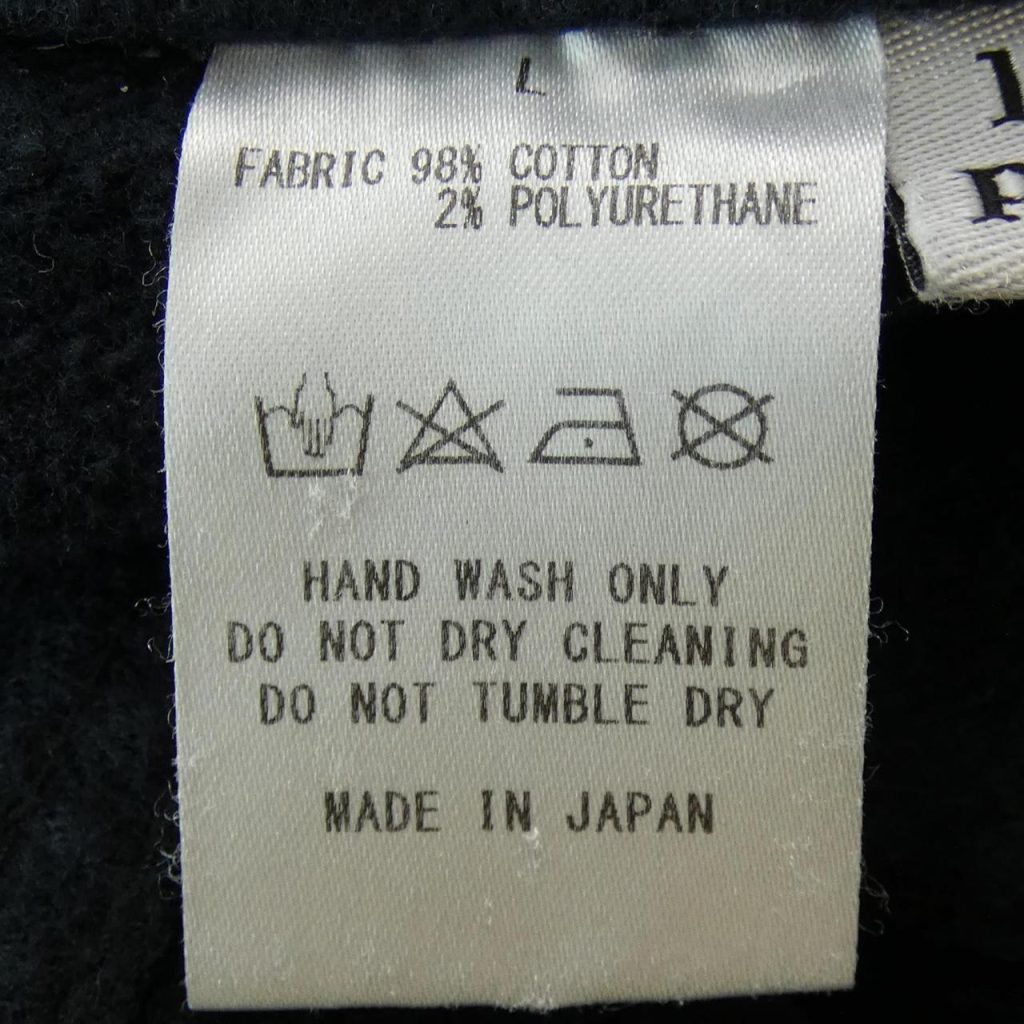 L
FABRIC 98% COTTON
2% POLYURETHANE
HAND WASH ONLY
DO NOT DRY CLEANING
DO NOT TUMBLE DRY
MADE IN JAPAN